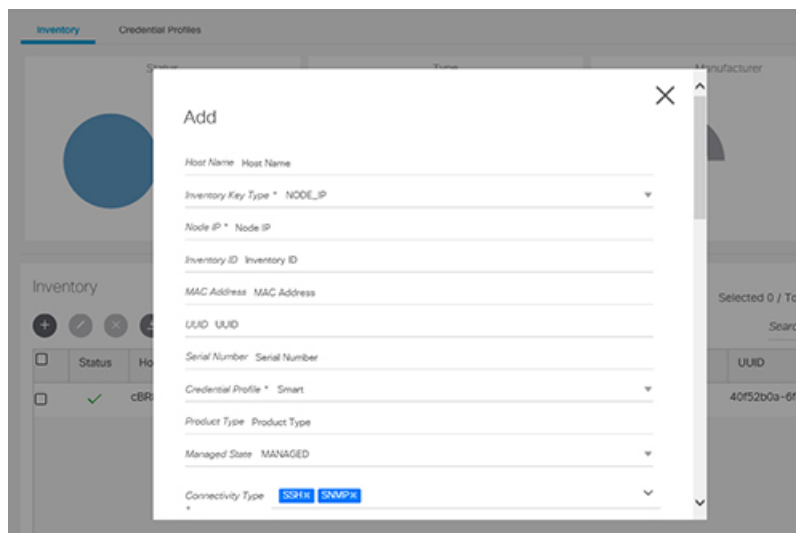 Inventory Credential Profiles
Status Type Manufacturer
Add
Host Name Host Name
Inventory Key Type * NODE_IP
Node IP * Node IP
Inventory ID Inventory ID
MAC Address MAC Address
UUID UUID
Serial Number Serial Number
Credential Profile * Smart
Product Type Product Type
Managed State MANAGED
Connectivity Type * SSH× SNMP×
Inventory
Selected 0 / To
Searc
Status Ho UUID
cBR 40f52b0a-6f